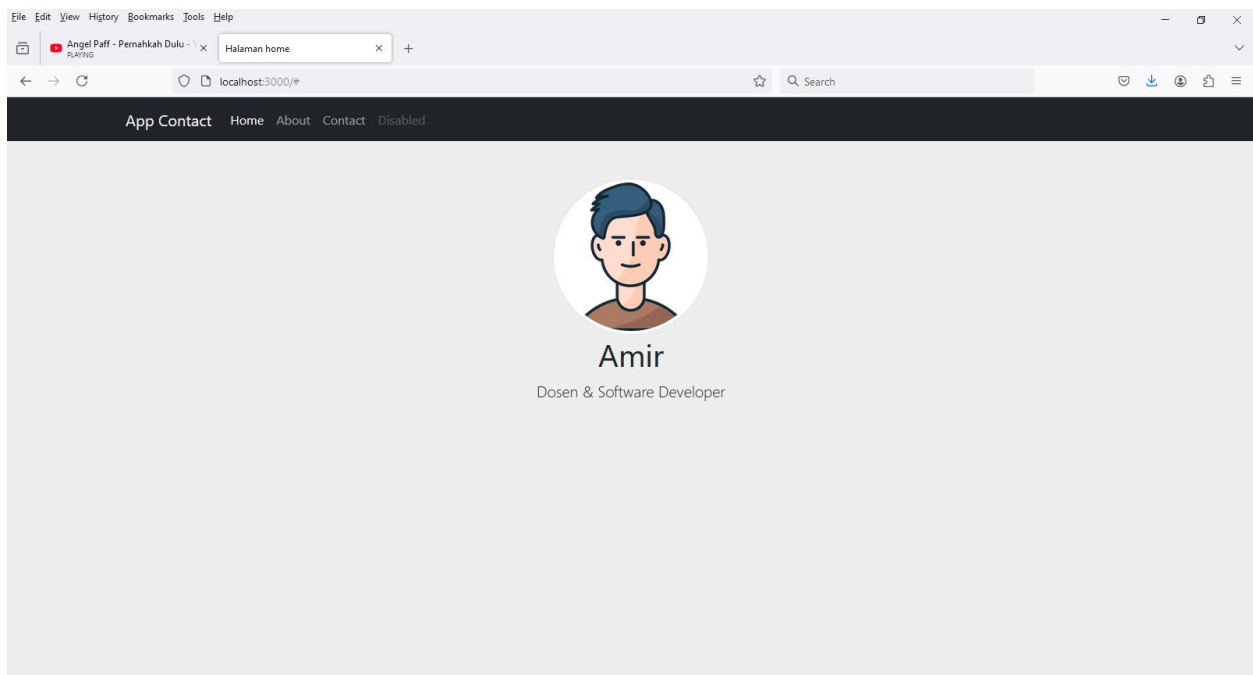 File Edit View History Bookmarks Tools Help
Angel Paff - Pernahkah Dulu -
PLAYING
Halaman home
localhost:3000/#
Search
App Contact Home About Contact Disabled
Amir
Dosen & Software Developer